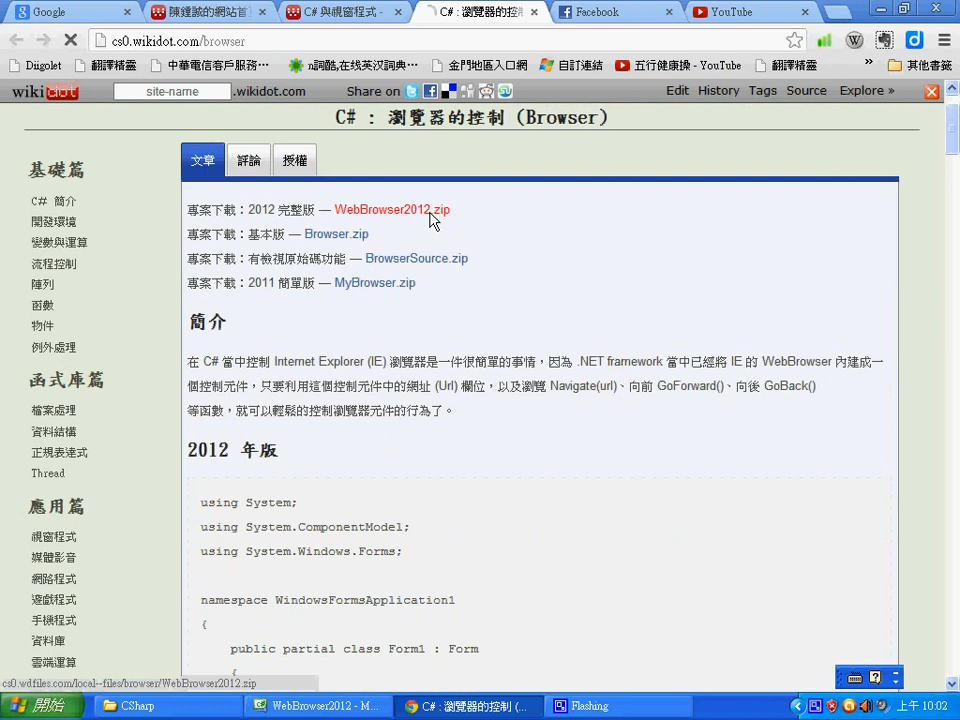 Google
陳鍾誠的網站首
C# 與視窗程式 -
C# : 瀏覽器的控
Facebook
YouTube
cs0.wikidot.com/browser
Diigolet
翻譯精靈
中華電信客戶服務…
n詞酷,在线英汉词典…
金門地區入口網
自訂連結
五行健康操 - YouTube
翻譯精靈
»
其他書籤
wikidot
site-name
.wikidot.com
Share on
Edit
History
Tags
Source
Explore »
C# : 瀏覽器的控制 (Browser)
基礎篇
C# 簡介
開發環境
變數與運算
流程控制
陣列
函數
物件
例外處理
函式庫篇
檔案處理
資料結構
正規表達式
Thread
應用篇
視窗程式
媒體影音
網路程式
遊戲程式
手機程式
資料庫
雲端運算
文章
評論
授權
專案下載：2012 完整版 — WebBrowser2012.zip
專案下載：基本版 — Browser.zip
專案下載：有檢視原始碼功能 — BrowserSource.zip
專案下載：2011 簡單版 — MyBrowser.zip
簡介
在 C# 當中控制 Internet Explorer (IE) 瀏覽器是一件很簡單的事情，因為 .NET framework 當中已經將 IE 的 WebBrowser 內建成一
個控制元件，只要利用這個控制元件中的網址 (Url) 欄位，以及瀏覽 Navigate(url)、向前 GoForward()、向後 GoBack()
等函數，就可以輕鬆的控制瀏覽器元件的行為了。
2012 年版
using System;
using System.ComponentModel;
using System.Windows.Forms;
namespace WindowsFormsApplication1
{
public partial class Form1 : Form
{
cs0.wdfiles.com/local--files/browser/WebBrowser2012.zip
開始
CSharp
WebBrowser2012 - M...
C# : 瀏覽器的控制 (...
Flashing
上午 10:02